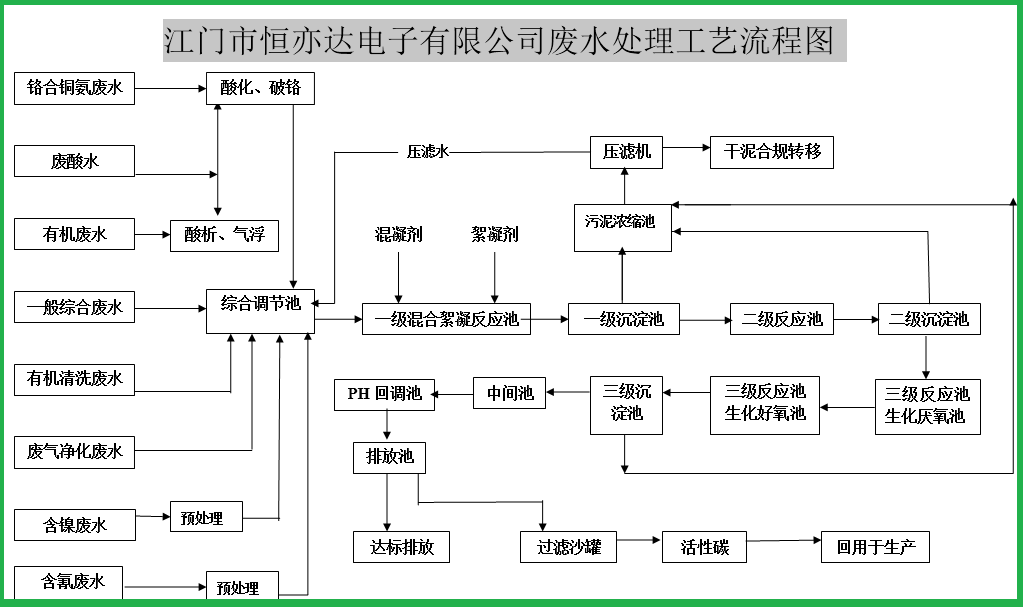 江门市恒亦达电子有限公司废水处理工艺流程图
铬合铜氨废水
酸化、破铬
废酸水
压滤水
压滤机
干泥合规转移
有机废水
酸析、气浮
混凝剂
絮凝剂
污泥浓缩池
一般综合废水
综合调节池
一级混合絮凝反应池
一级沉淀池
二级反应池
二级沉淀池
有机清洗废水
PH 回调池
中间池
三级沉
淀池
三级反应池
生化好氧池
三级反应池
生化厌氧池
废气净化废水
排放池
含镍废水
预处理
达标排放
过滤沙罐
活性碳
回用于生产
含氰废水
预处理